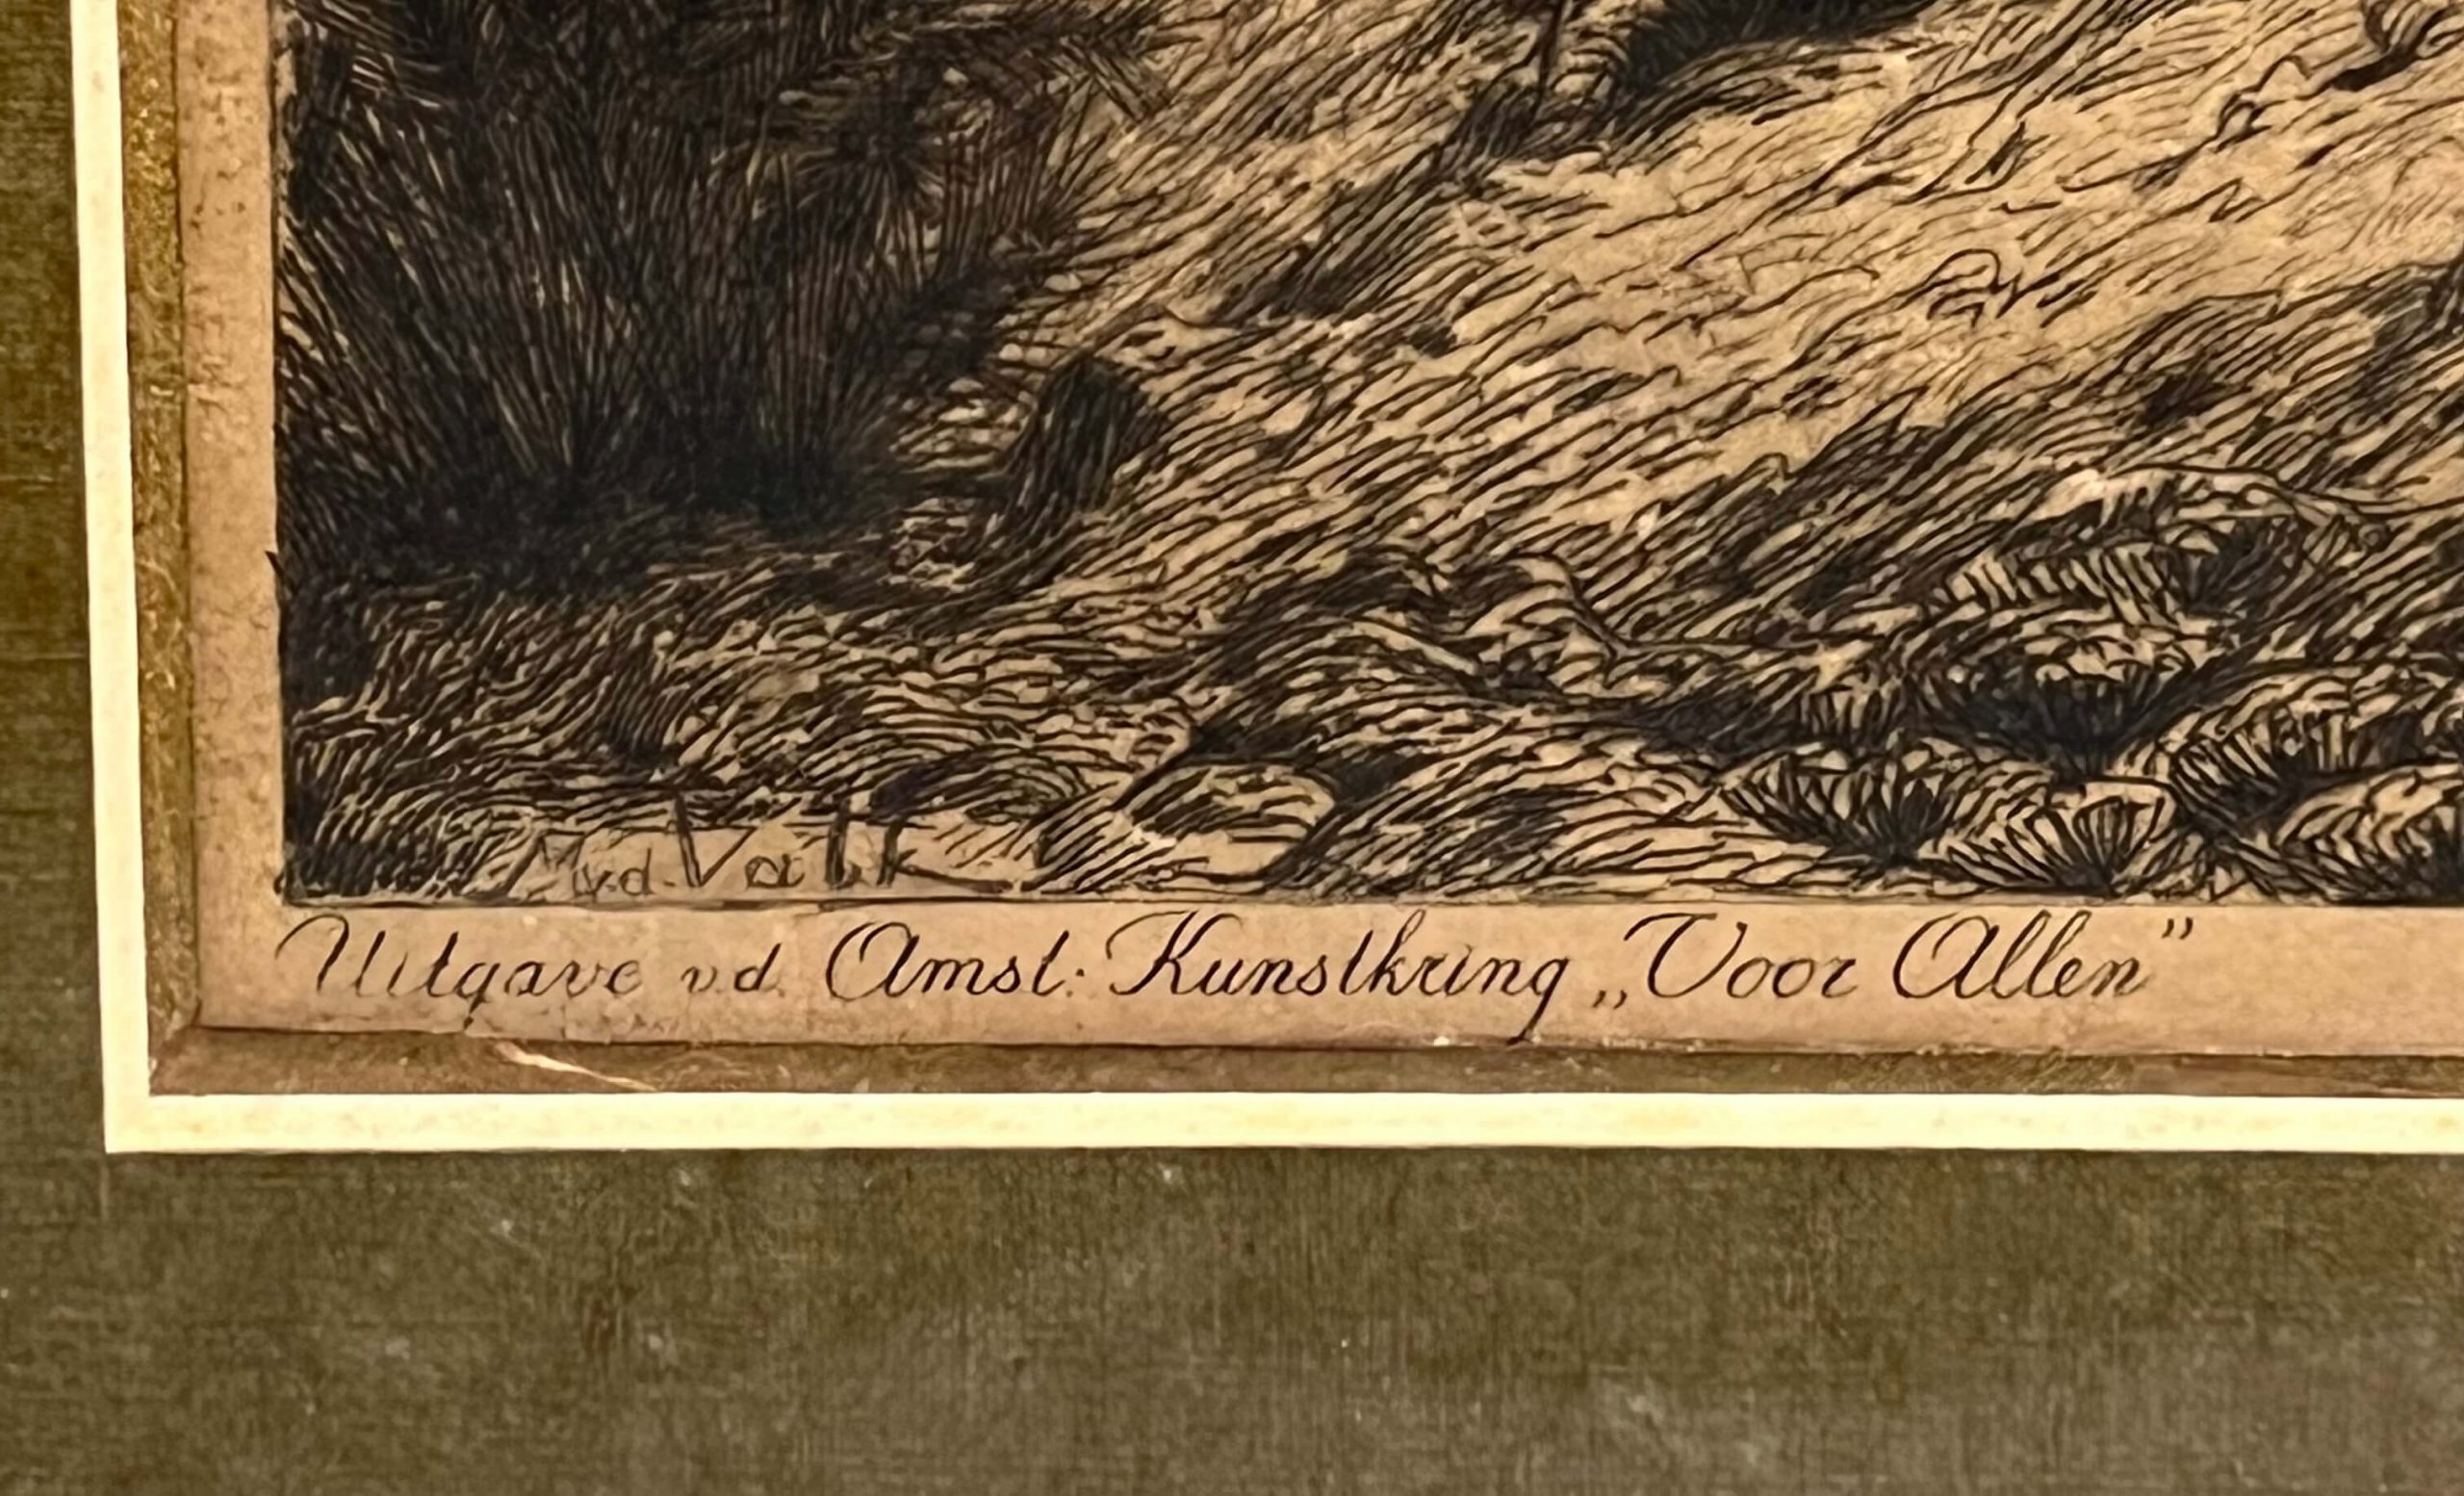 M.v.d. Valk
Uitgave v.d. Amst: Kunstkring „Voor Allen”